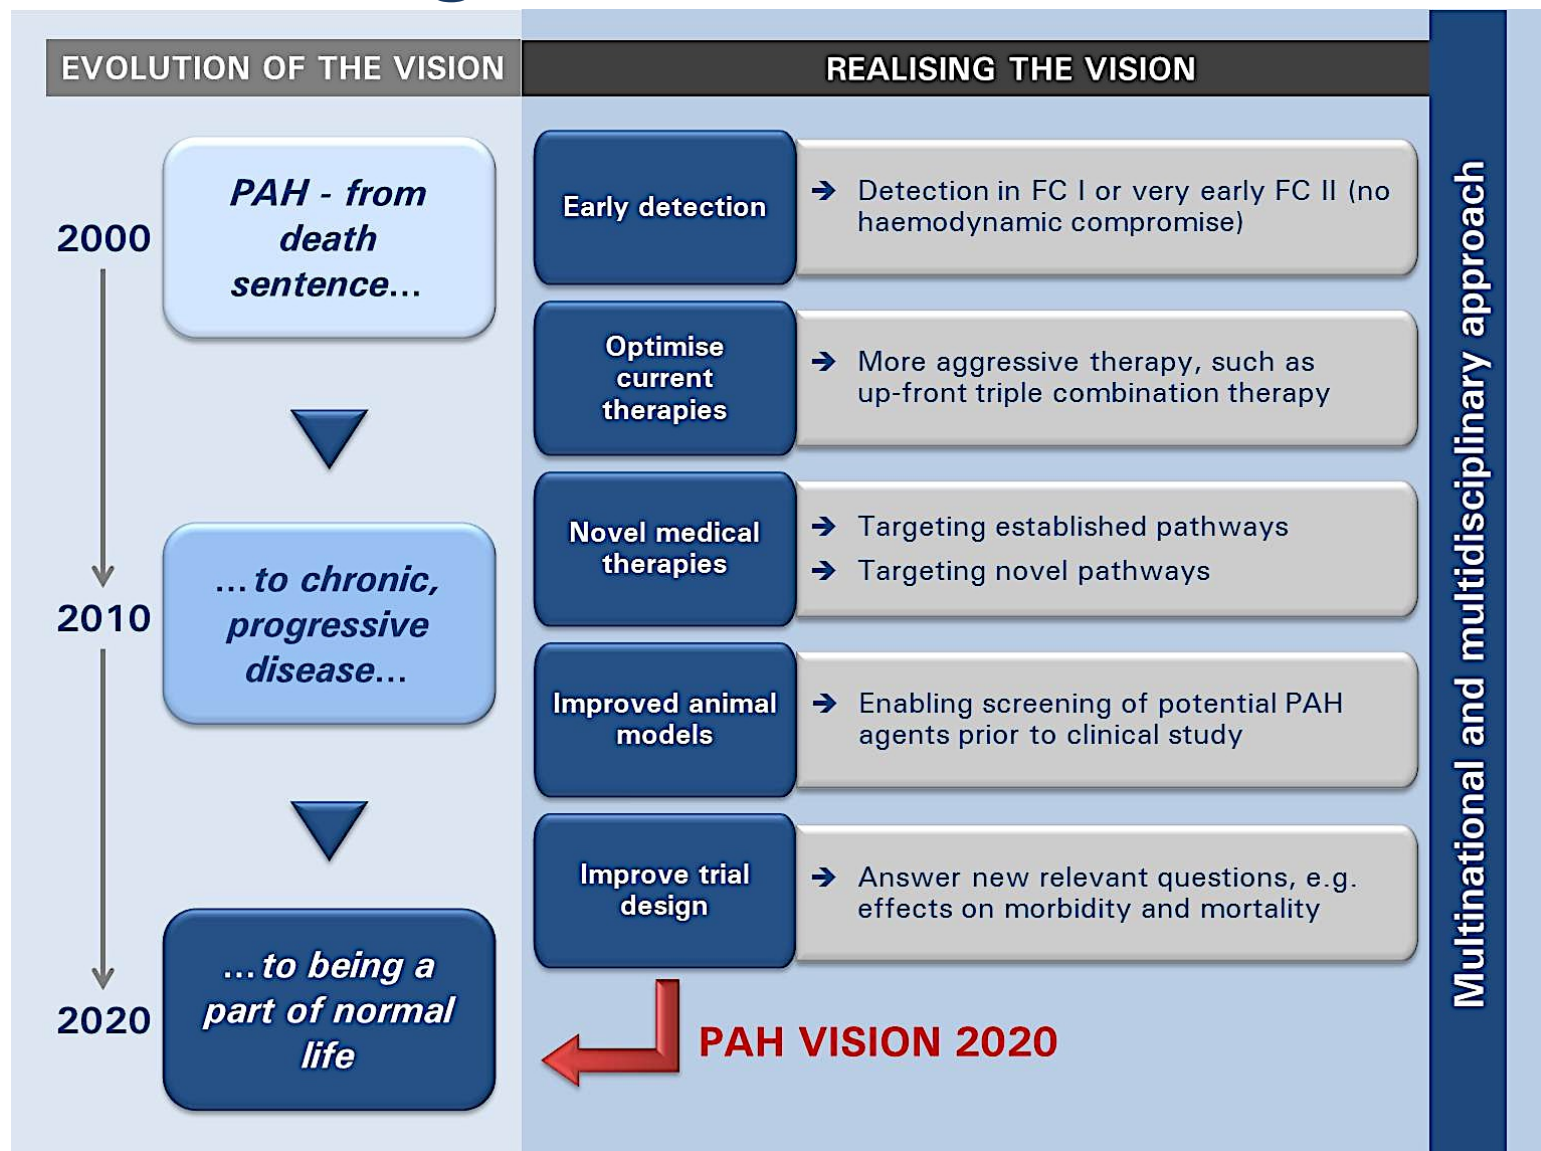 EVOLUTION OF THE VISION
2000
PAH - from
death
sentence...
2010
...to chronic,
progressive
disease...
2020
...to being a
part of normal
life
REALISING THE VISION
Early detection
➔ Detection in FC I or very early FC II (no
haemodynamic compromise)
Optimise
current
therapies
➔ More aggressive therapy, such as
up-front triple combination therapy
Novel medical
therapies
➔ Targeting established pathways
➔ Targeting novel pathways
Improved animal
models
➔ Enabling screening of potential PAH
agents prior to clinical study
Improve trial
design
➔ Answer new relevant questions, e.g.
effects on morbidity and mortality
PAH VISION 2020
Multinational and multidisciplinary approach